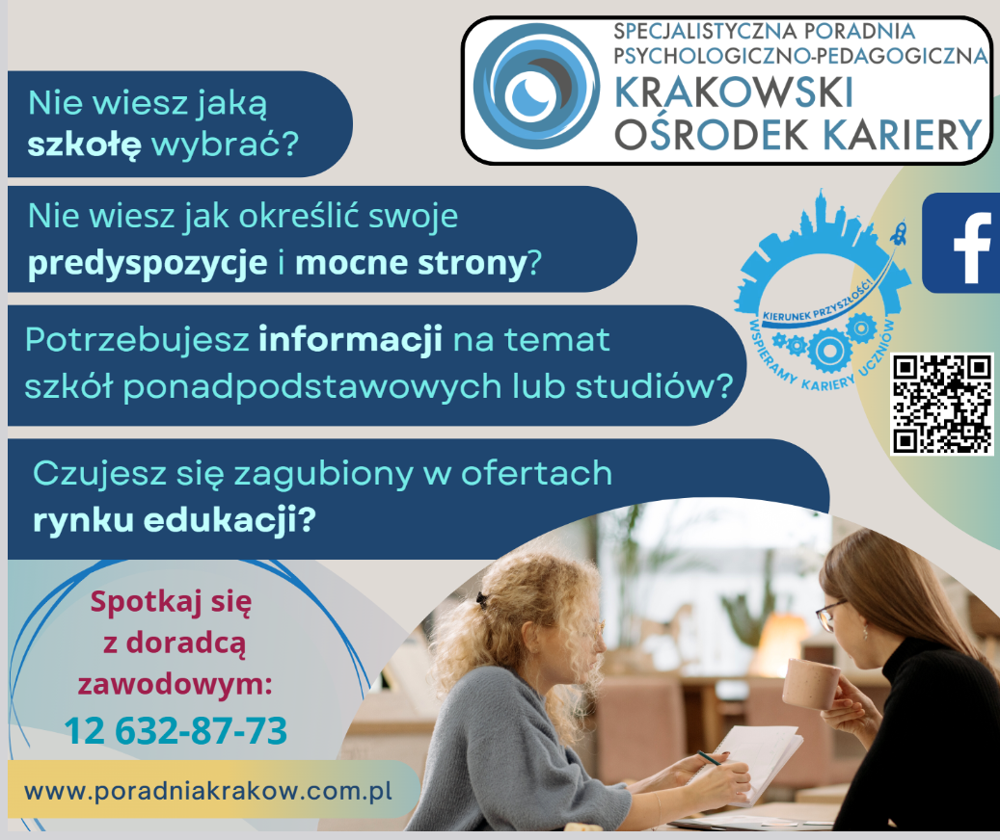 SPECJALISTYCZNA PORADNIA
PSYCHOLOGICZNO-PEDAGOGICZNA
KRAKOWSKI
OŚRODEK KARIERY
Nie wiesz jaką
szkołę wybrać?
Nie wiesz jak określić swoje
predyspozycje i mocne strony?
KIERUNEK PRZYSZŁOŚĆ!
WSPIERAMY KARIERY UCZNIÓW
f
Potrzebujesz informacji na temat
szkół ponadpodstawowych lub studiów?
Czujesz się zagubiony w ofertach
rynku edukacji?
Spotkaj się
z doradcą
zawodowym:
12 632-87-73
www.poradniakrakow.com.pl